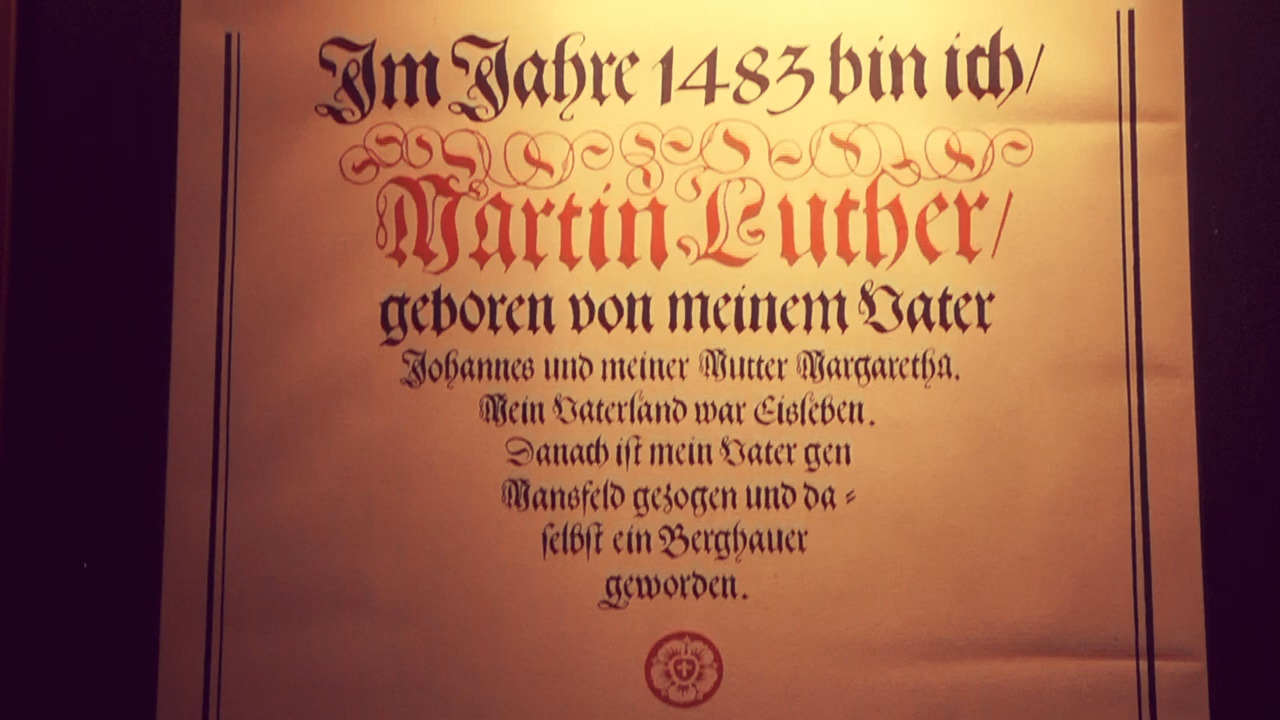 Im Jahre 1483 bin ich/
Martin Luther/
geboren von meinem Vater
Johannes und meiner Mutter Margaretha.
Mein Vaterland war Eisleben.
Danach iſt mein Vater gen
Mansfeld gezogen und da⸗
ſelbſt ein Berghauer
geworden.